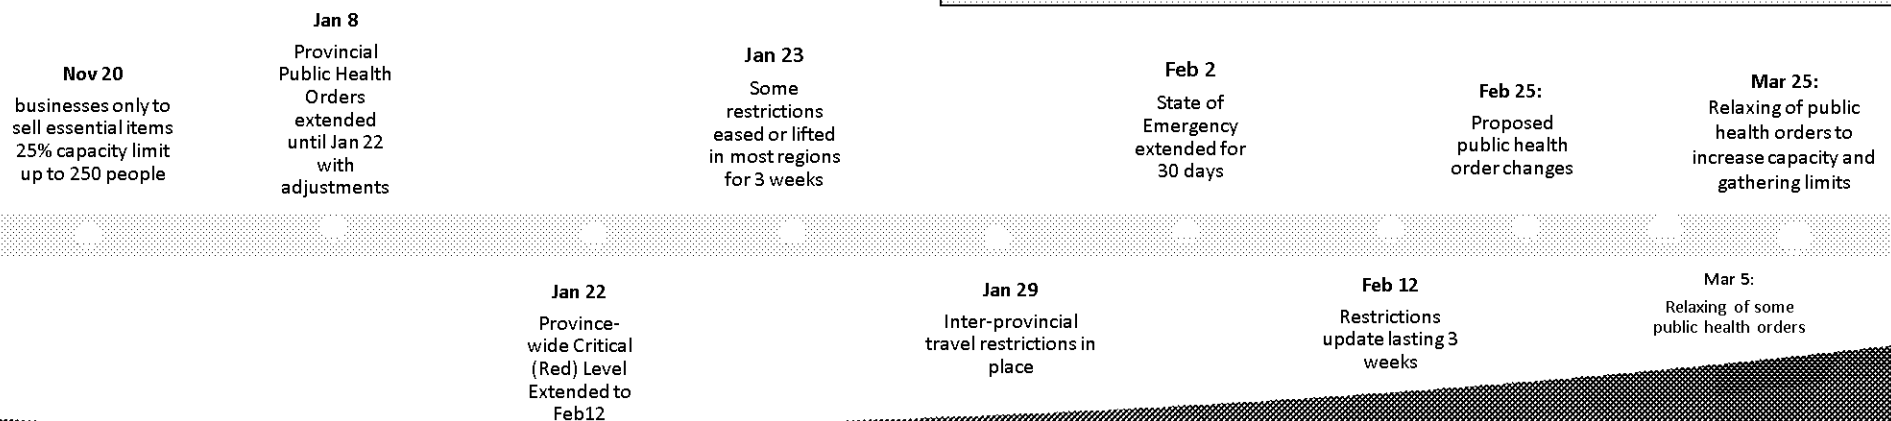 Nov 20
businesses only to
sell essential items
25% capacity limit
up to 250 people
Jan 8
Provincial
Public Health
Orders
extended
until Jan 22
with
adjustments
Jan 23
Some
restrictions
eased or lifted
in most regions
for 3 weeks
Feb 2
State of
Emergency
extended for
30 days
Feb 25:
Proposed
public health
order changes
Mar 25:
Relaxing of public
health orders to
increase capacity and
gathering limits
Jan 22
Province-
wide Critical
(Red) Level
Extended to
Feb12
Jan 29
Inter-provincial
travel restrictions in
place
Feb 12
Restrictions
update lasting 3
weeks
Mar 5:
Relaxing of some
public health orders